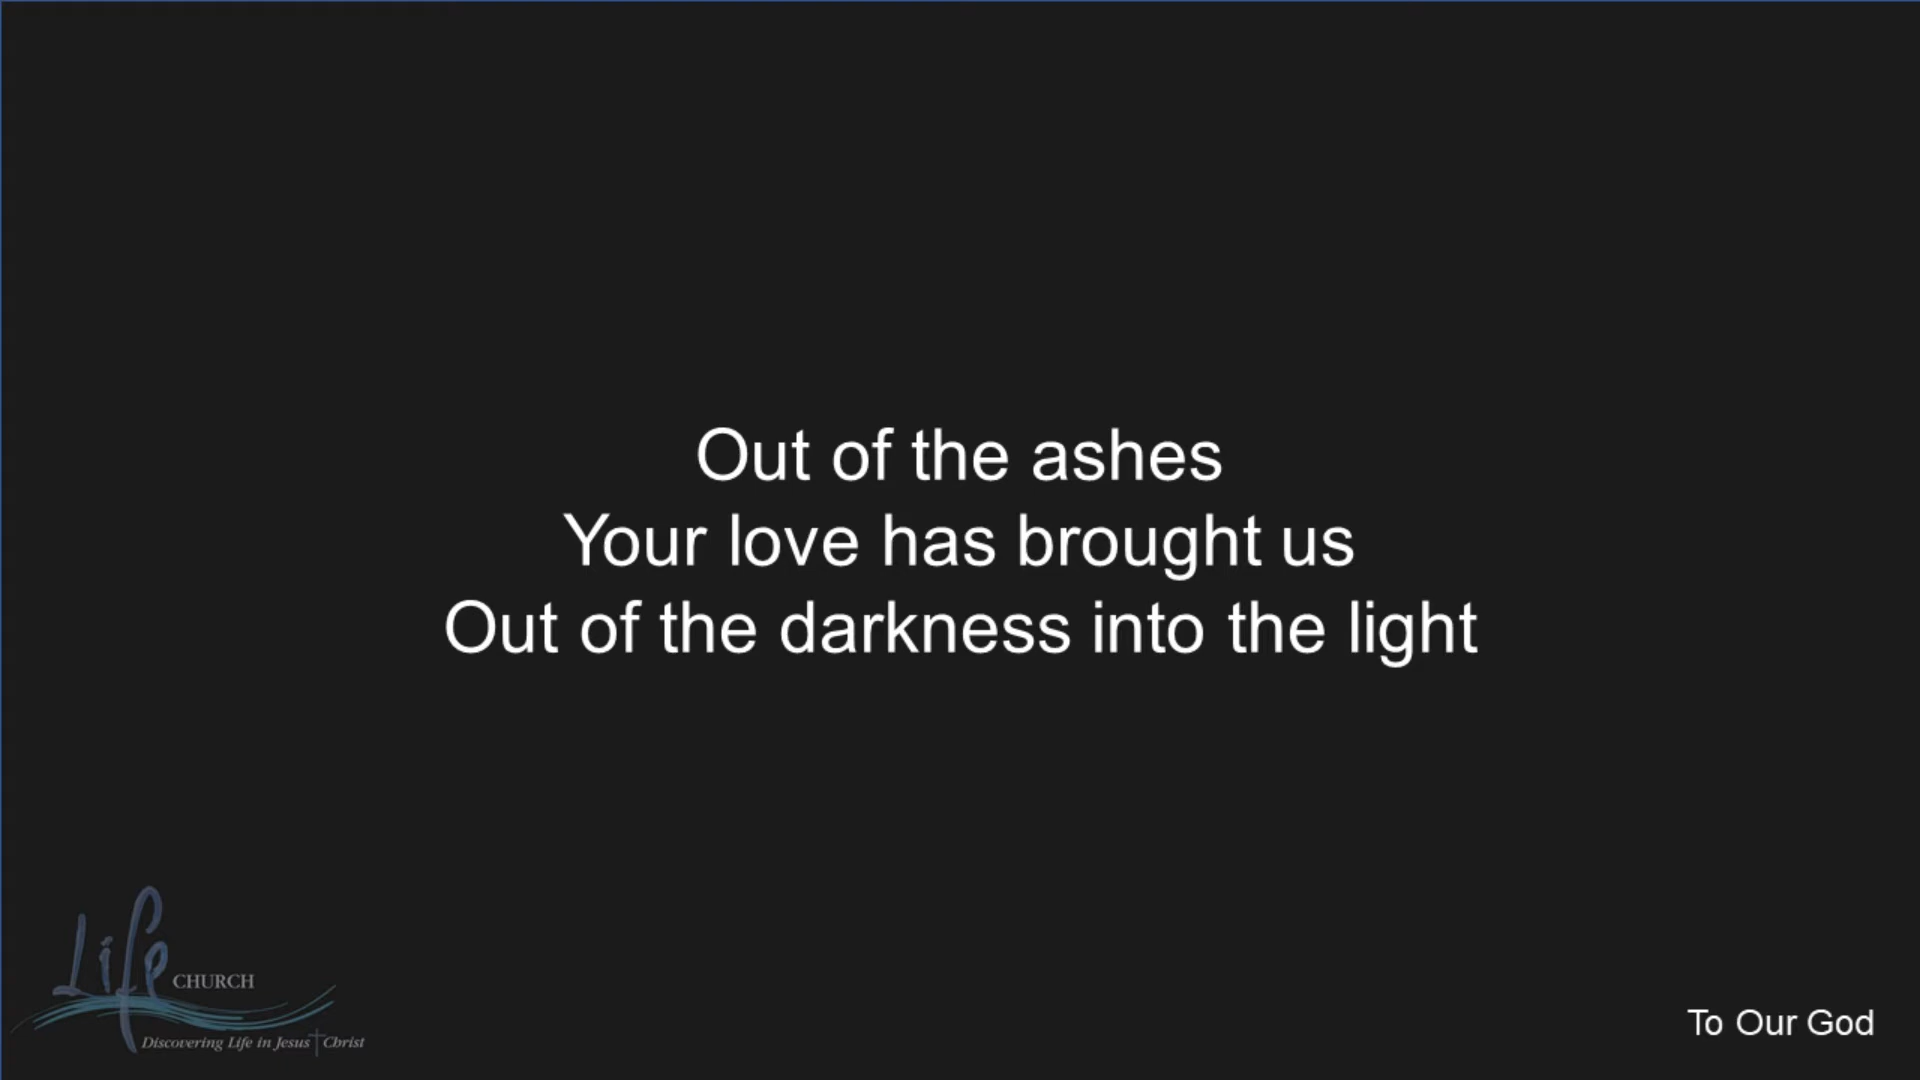 Out of the ashes
Your love has brought us
Out of the darkness into the light
Life CHURCH
Discovering Life in Jesus Christ
To Our God